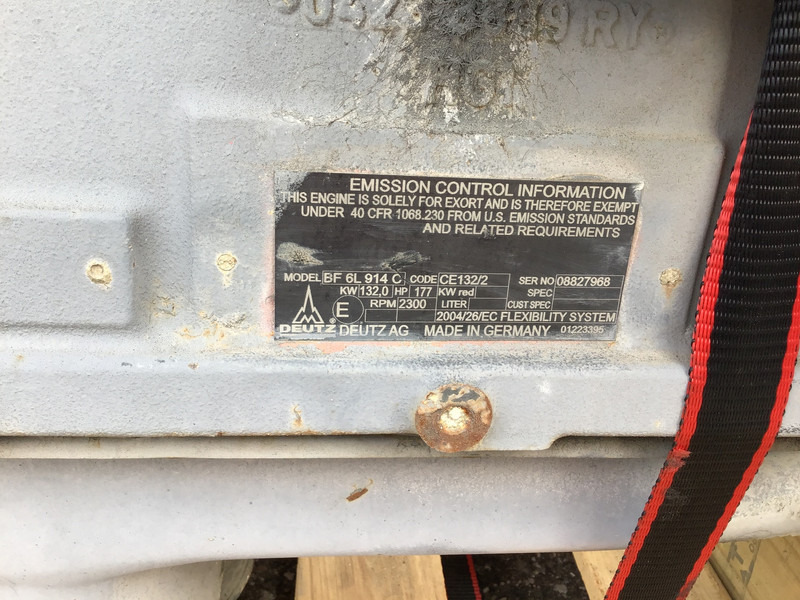 RY
EMISSION CONTROL INFORMATION
THIS ENGINE IS SOLELY FOR EXORT AND IS THEREFORE EXEMPT
UNDER 40 CFR 1068.230 FROM U.S. EMISSION STANDARDS
AND RELATED REQUIREMENTS
MODEL BF 6L 914 C CODE CE132/2 SER NO 08827968
KW 132,0 HP 177 KW red SPEC
E RPM 2300 LITER CUST SPEC
2004/26/EC FLEXIBILITY SYSTEM
DEUTZ DEUTZ AG MADE IN GERMANY 01223395